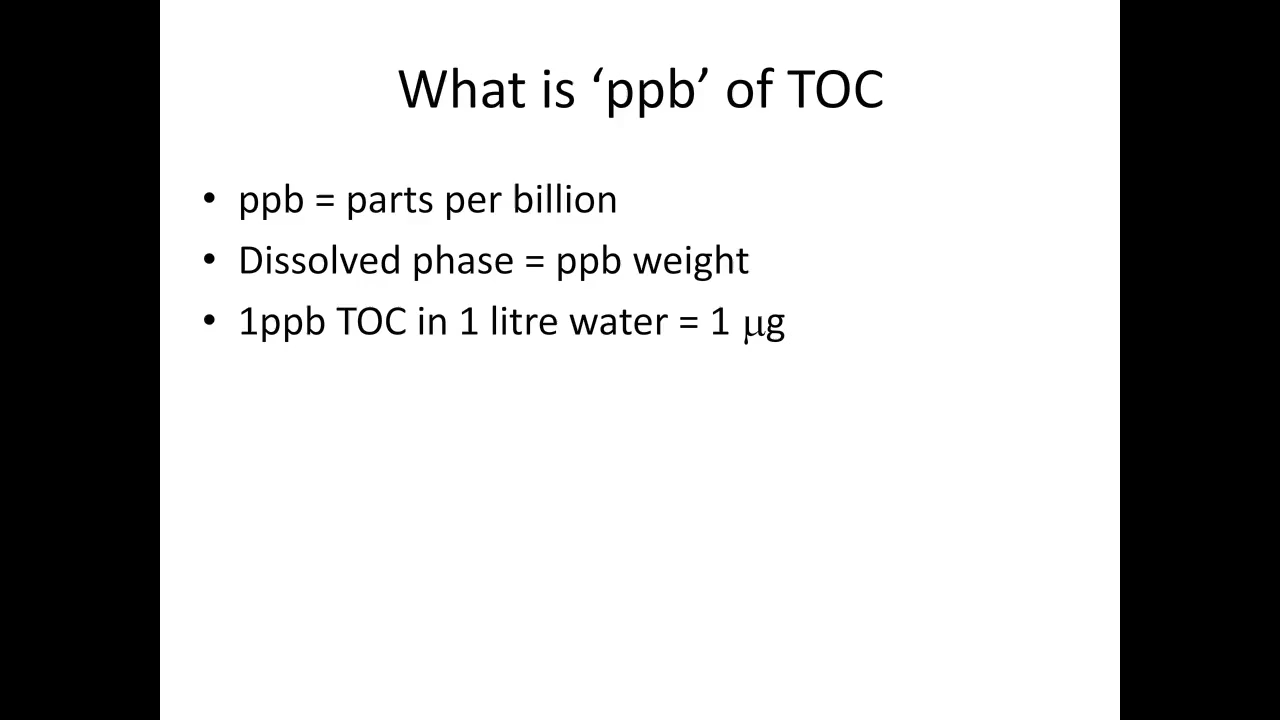 What is ‘ppb’ of TOC
• ppb = parts per billion
• Dissolved phase = ppb weight
• 1ppb TOC in 1 litre water = 1 μg